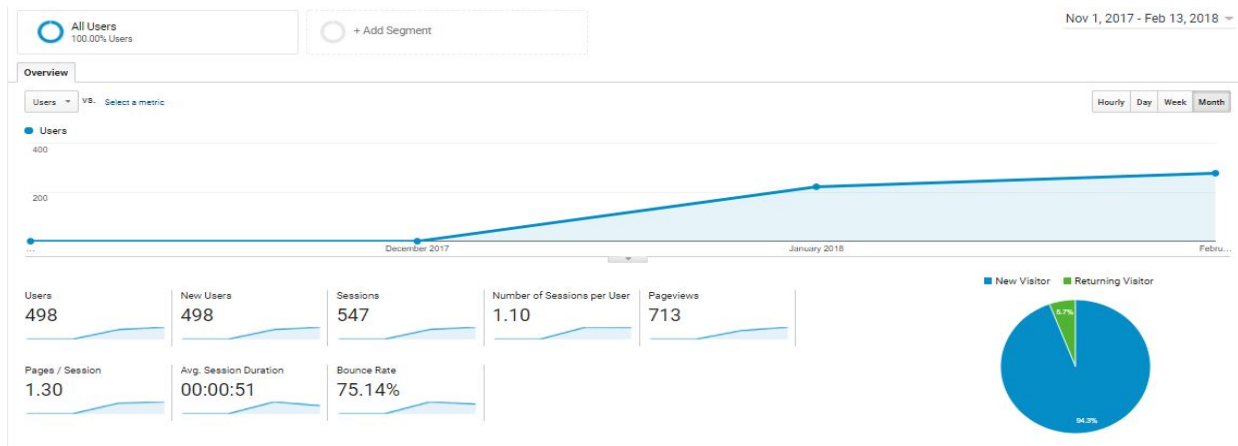 All Users
100.00% Users
+ Add Segment
Nov 1, 2017 - Feb 13, 2018
Overview
Users vs. Select a metric
Hourly Day Week Month
Users
400
200
... December 2017 January 2018 Febru...
New Visitor Returning Visitor
Users New Users Sessions Number of Sessions per User Pageviews
498 498 547 1.10 713
5.7%
Pages / Session Avg. Session Duration Bounce Rate
1.30 00:00:51 75.14%
94.3%